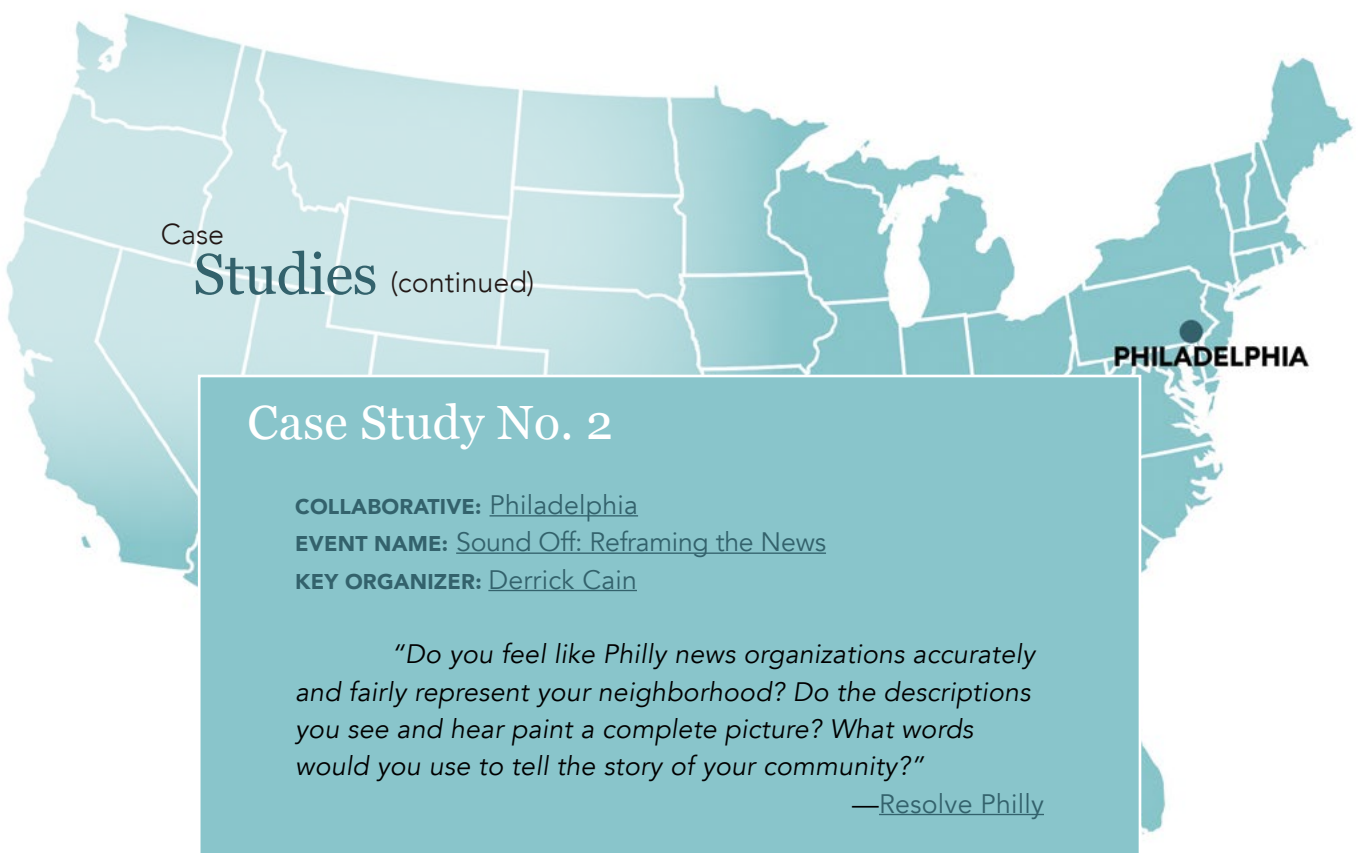 Case
Studies (continued)
PHILADELPHIA
Case Study No. 2
COLLABORATIVE: Philadelphia
EVENT NAME: Sound Off: Reframing the News
KEY ORGANIZER: Derrick Cain
“Do you feel like Philly news organizations accurately
and fairly represent your neighborhood? Do the descriptions
you see and hear paint a complete picture? What words
would you use to tell the story of your community?”
—Resolve Philly